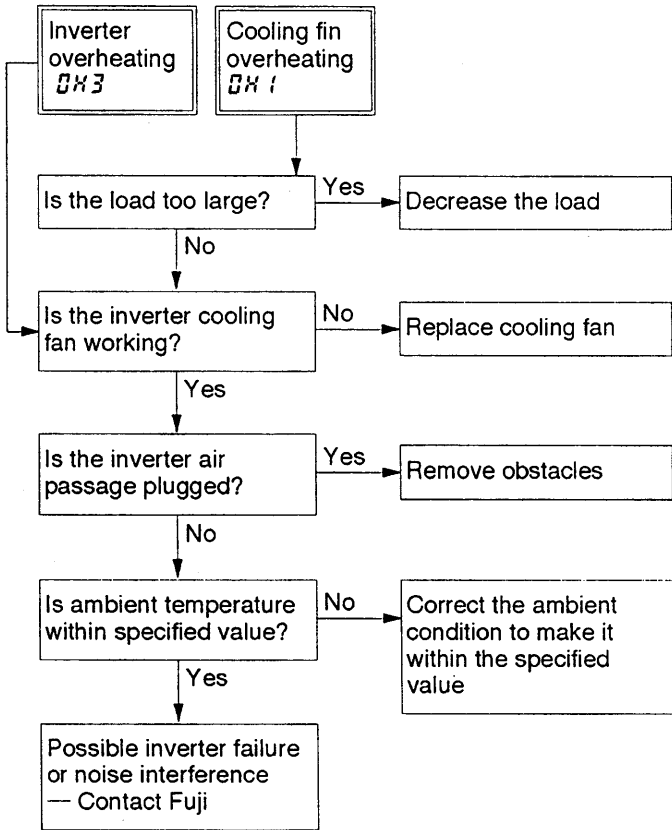 Inverter
overheating
OH3
Cooling fin
overheating
OH1
Is the load too large?
Yes
Decrease the load
No
Is the inverter cooling
fan working?
No
Replace cooling fan
Yes
Is the inverter air
passage plugged?
Yes
Remove obstacles
No
Is ambient temperature
within specified value?
No
Correct the ambient
condition to make it
within the specified
value
Yes
Possible inverter failure
or noise interference
— Contact Fuji